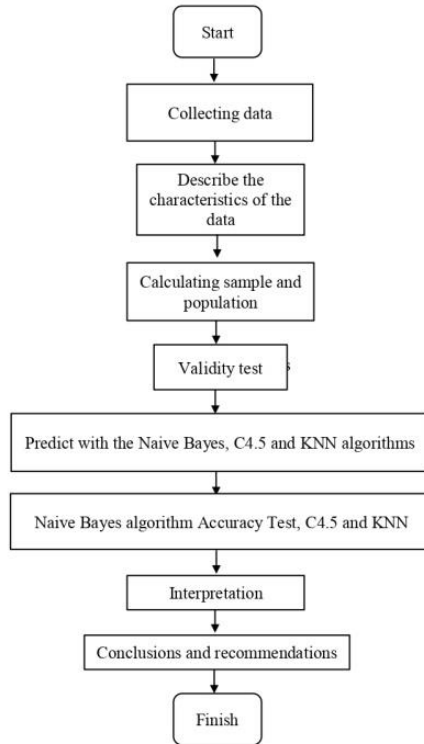 Start
Collecting data
Describe the
characteristics of the
data
Calculating sample and
population
Validity test
Predict with the Naive Bayes, C4.5 and KNN algorithms
Naive Bayes algorithm Accuracy Test, C4.5 and KNN
Interpretation
Conclusions and recommendations
Finish